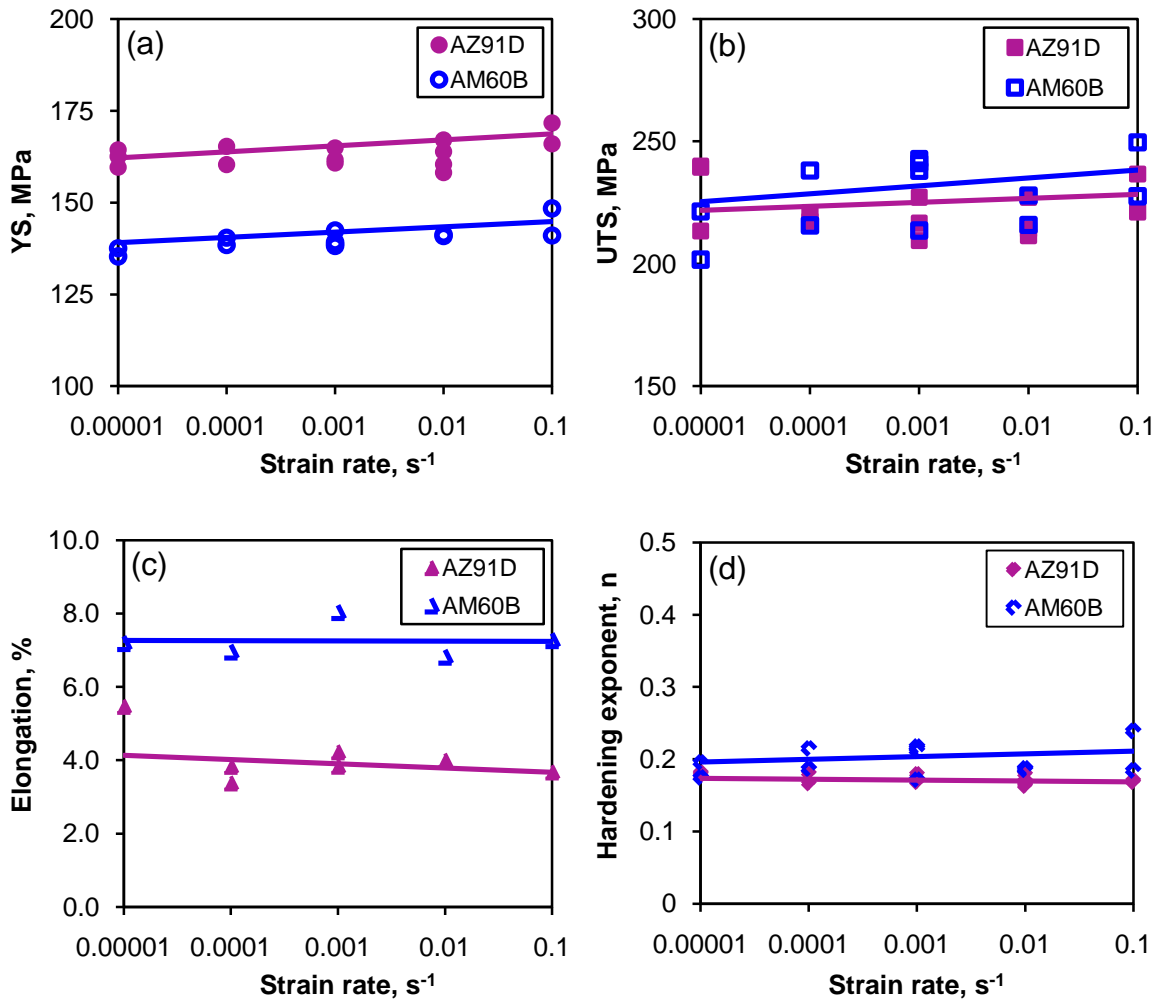 (a)
AZ91D
AM60B
200
175
150
125
100
YS, MPa
0.00001 0.0001 0.001 0.01 0.1
Strain rate, s-1
(b)
AZ91D
AM60B
300
250
200
150
UTS, MPa
0.00001 0.0001 0.001 0.01 0.1
Strain rate, s-1
(c)
AZ91D
AM60B
10.0
8.0
6.0
4.0
2.0
0.0
Elongation, %
0.00001 0.0001 0.001 0.01 0.1
Strain rate, s-1
(d)
AZ91D
AM60B
0.5
0.4
0.3
0.2
0.1
0
Hardening exponent, n
0.00001 0.0001 0.001 0.01 0.1
Strain rate, s-1